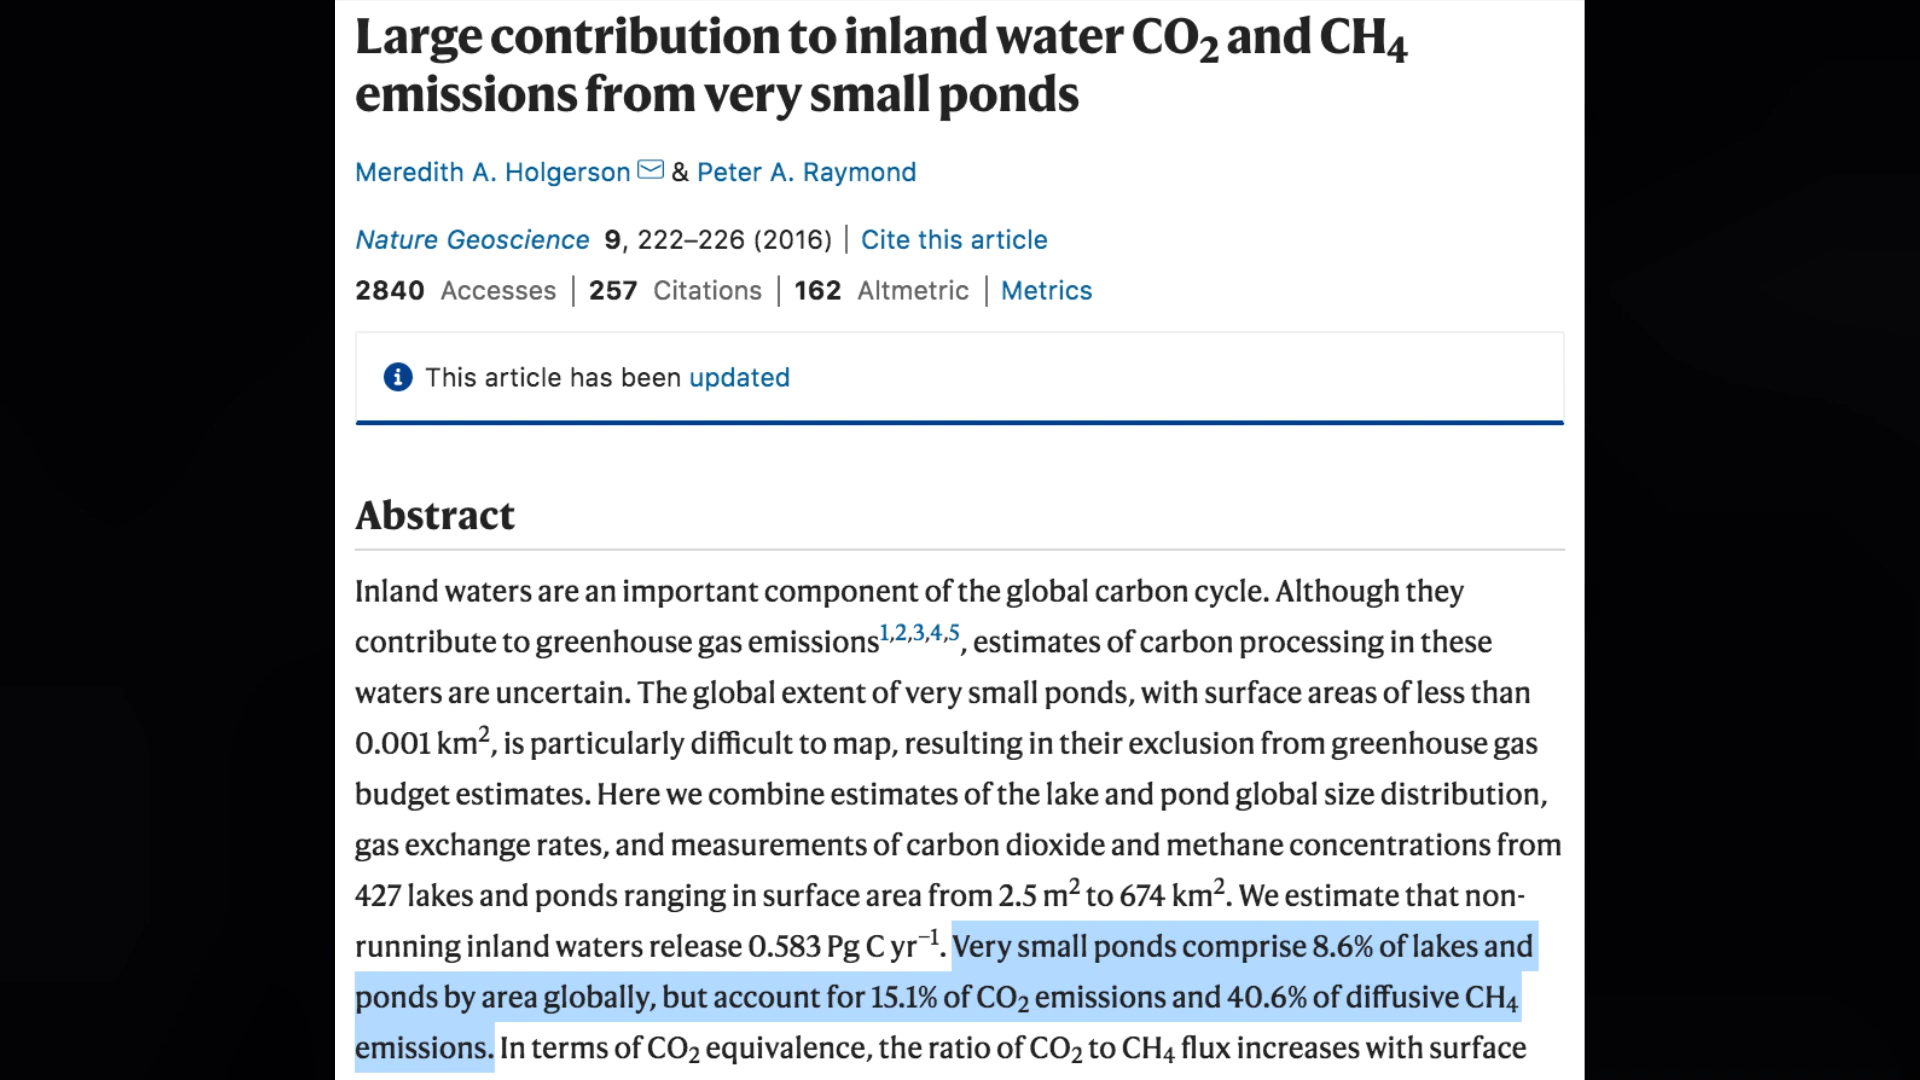 Large contribution to inland water CO₂ and CH₄
emissions from very small ponds
Meredith A. Holgerson & Peter A. Raymond
Nature Geoscience 9, 222–226 (2016) | Cite this article
2840 Accesses | 257 Citations | 162 Altmetric | Metrics
This article has been updated
Abstract
Inland waters are an important component of the global carbon cycle. Although they
contribute to greenhouse gas emissions¹,²,³,⁴,⁵, estimates of carbon processing in these
waters are uncertain. The global extent of very small ponds, with surface areas of less than
0.001 km², is particularly difficult to map, resulting in their exclusion from greenhouse gas
budget estimates. Here we combine estimates of the lake and pond global size distribution,
gas exchange rates, and measurements of carbon dioxide and methane concentrations from
427 lakes and ponds ranging in surface area from 2.5 m² to 674 km². We estimate that non-
running inland waters release 0.583 Pg C yr⁻¹. Very small ponds comprise 8.6% of lakes and
ponds by area globally, but account for 15.1% of CO₂ emissions and 40.6% of diffusive CH₄
emissions. In terms of CO₂ equivalence, the ratio of CO₂ to CH₄ flux increases with surface